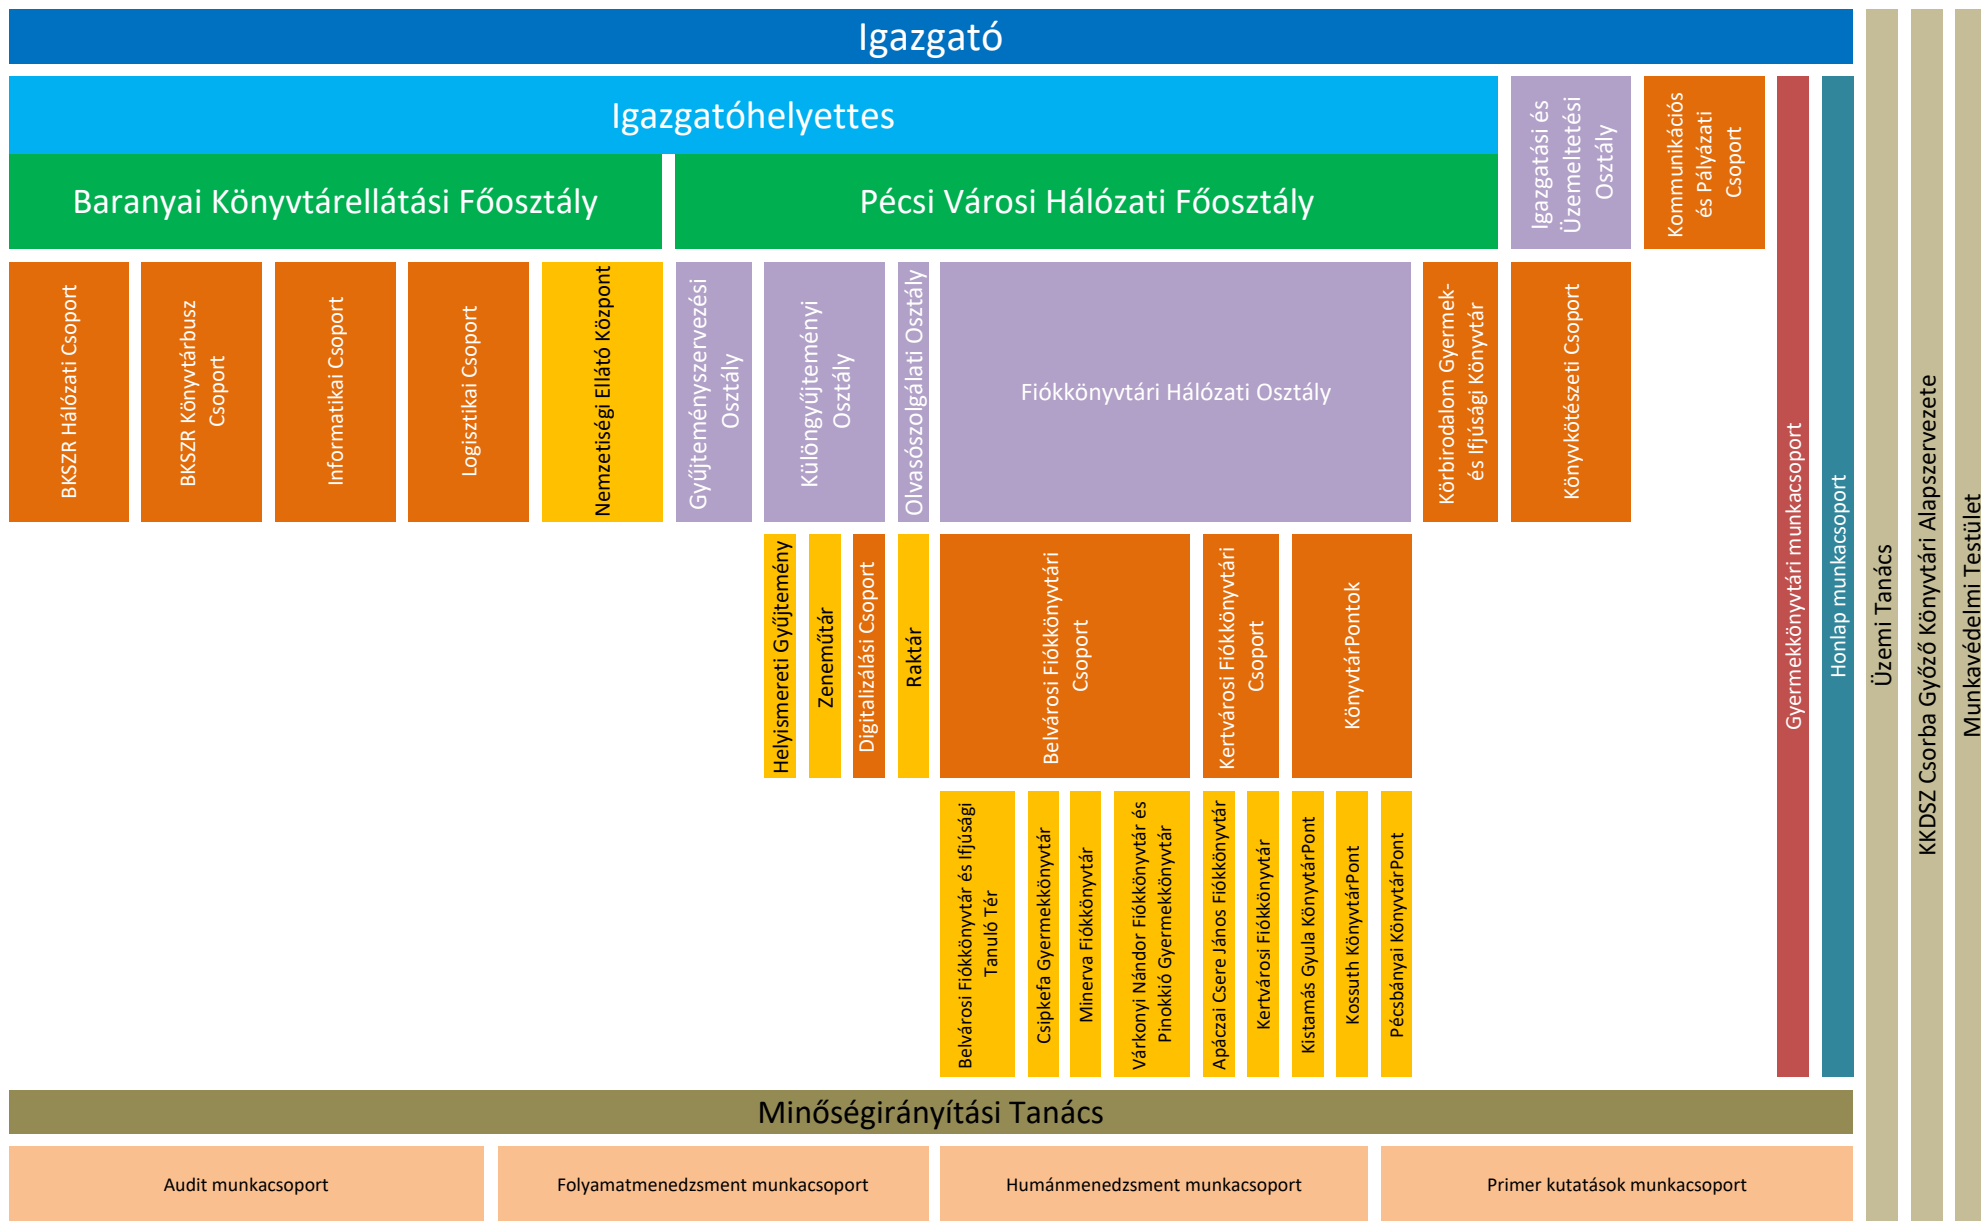 Igazgató
Igazgatóhelyettes
Igazgatási és
Üzemeltetési
Osztály
Kommunikációs
és Pályázati
Csoport
Baranyai Könyvtárellátási Főosztály
Pécsi Városi Hálózati Főosztály
BKSZR Hálózati Csoport
BKSZR Könyvtárbusz
Csoport
Informatikai Csoport
Logisztikai Csoport
Nemzetiségi Ellátó Központ
Gyűjteményszervezési
Osztály
Különgyűjteményi
Osztály
Olvasószolgálati Osztály
Fiókkönyvtári Hálózati Osztály
Körbirodalom Gyermek-
és Ifjúsági Könyvtár
Könyvkötészeti Csoport
Helyismereti Gyűjtemény
Zeneműtár
Digitalizálási Csoport
Raktár
Belvárosi Fiókkönyvtári
Csoport
Kertvárosi Fiókkönyvtári
Csoport
KönyvtárPontok
Belvárosi Fiókkönyvtár és Ifjúsági
Tanuló Tér
Csipkefa Gyermekkönyvtár
Minerva Fiókkönyvtár
Várkonyi Nándor Fiókkönyvtár és
Pinokkió Gyermekkönyvtár
Apáczai Csere János Fiókkönyvtár
Kertvárosi Fiókkönyvtár
Kistamás Gyula KönyvtárPont
Kossuth KönyvtárPont
Pécsbányai KönyvtárPont
Gyermekkönyvtári munkacsoport
Honlap munkacsoport
Üzemi Tanács
KKDSZ Csorba Győző Könyvtári Alapszervezete
Munkavédelmi Testület
Minőségirányítási Tanács
Audit munkacsoport
Folyamatmenedzsment munkacsoport
Humánmenedzsment munkacsoport
Primer kutatások munkacsoport